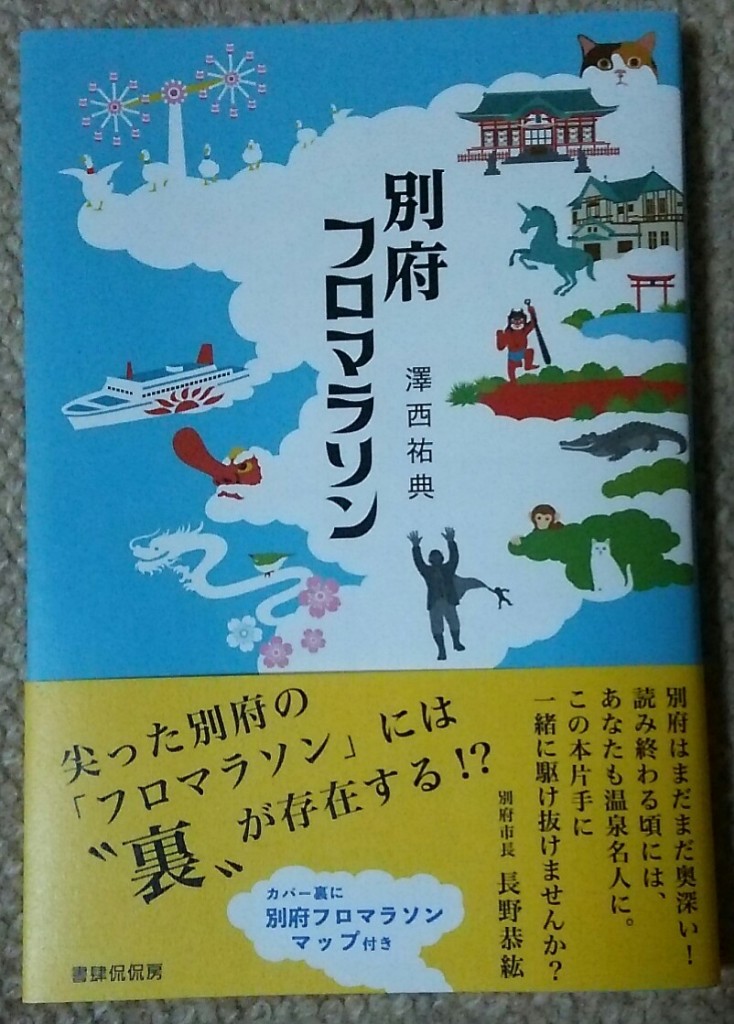 別府
フロマラソン
澤西祐典
尖った別府の
「フロマラソン」には
〝裏〟が存在する!?
別府はまだまだ奥深い！
読み終わる頃には、
あなたも温泉名人に。
この本片手に
一緒に駆け抜けませんか？
別府市長 長野恭紘
カバー裏に
別府フロマラソン
マップ付き
書肆侃侃房